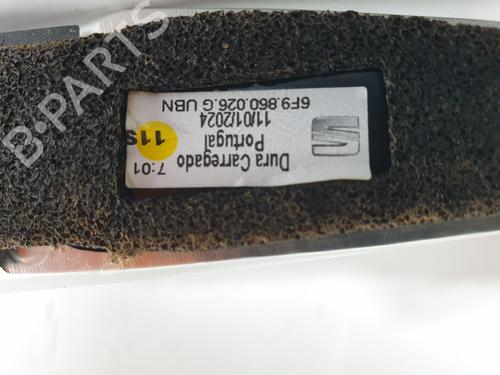 6F9.860.026.G UBN
11/01/2024
Portugal
Dura Carregado
7:01
11S
B-PARTS